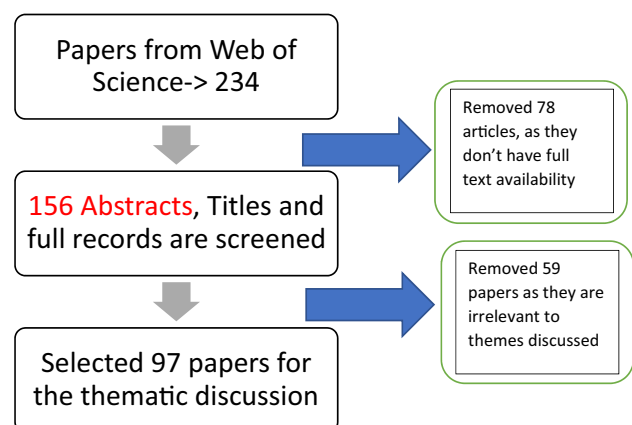 Papers from Web of
Science-> 234
Removed 78
articles, as they
don’t have full
text availability
156 Abstracts, Titles and
full records are screened
Removed 59
papers as they are
irrelevant to
themes discussed
Selected 97 papers for
the thematic discussion